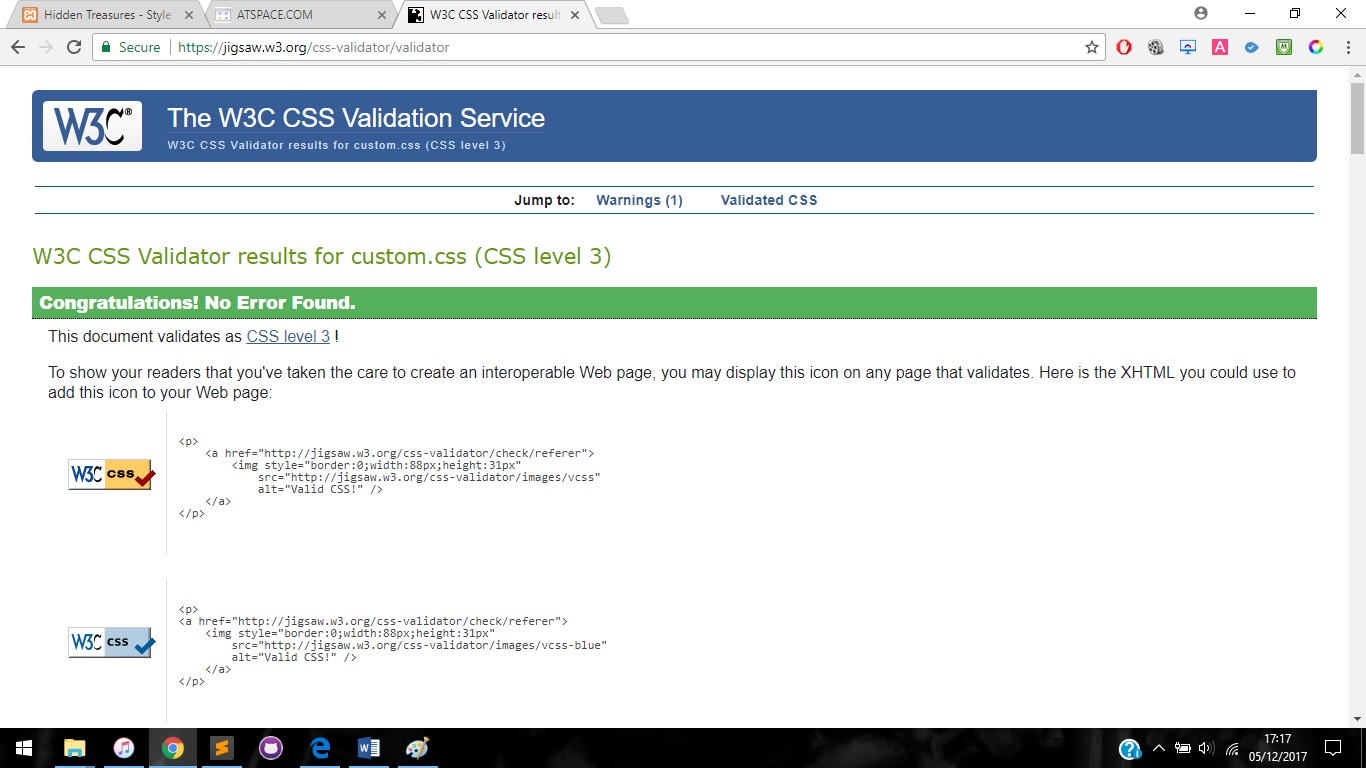 Hidden Treasures - Style
ATSPACE.COM
W3C CSS Validator result
Secure
https://jigsaw.w3.org/css-validator/validator
W3C®
The W3C CSS Validation Service
W3C CSS Validator results for custom.css (CSS level 3)
Jump to: Warnings (1) Validated CSS
W3C CSS Validator results for custom.css (CSS level 3)
Congratulations! No Error Found.
This document validates as CSS level 3 !
To show your readers that you've taken the care to create an interoperable Web page, you may display this icon on any page that validates. Here is the XHTML you could use to
add this icon to your Web page:
W3C css
<p>
<a href="http://jigsaw.w3.org/css-validator/check/referer">
<img style="border:0;width:88px;height:31px"
src="http://jigsaw.w3.org/css-validator/images/vcss"
alt="Valid CSS!" />
</a>
</p>
W3C css
<p>
<a href="http://jigsaw.w3.org/css-validator/check/referer">
<img style="border:0;width:88px;height:31px"
src="http://jigsaw.w3.org/css-validator/images/vcss-blue"
alt="Valid CSS!" />
</a>
</p>
17:17
05/12/2017